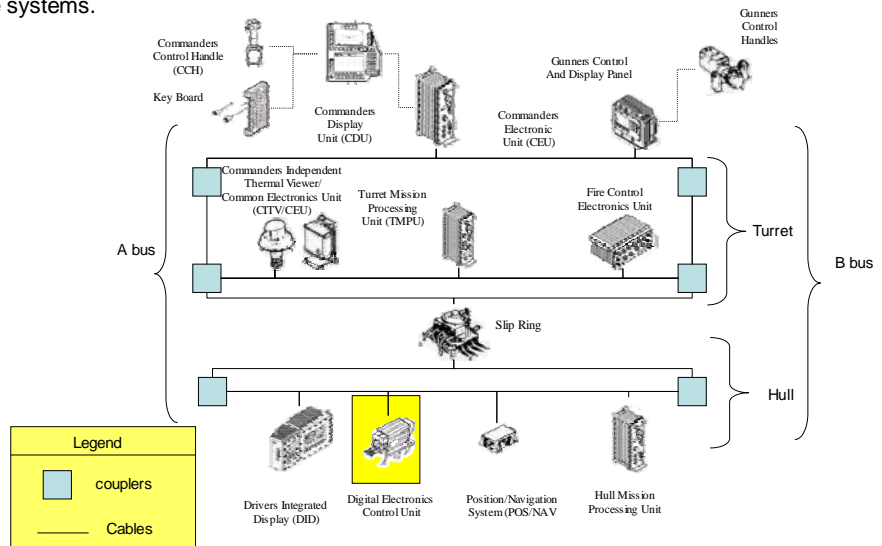 e systems.
Gunners
Control
Handles
Commanders
Control Handle
(CCH)
Gunners Control
And Display Panel
Key Board
Commanders
Display
Unit (CDU)
Commanders
Electronic
Unit (CEU)
Commanders Independent
Thermal Viewer/
Common Electronics Unit
(CITV/CEU)
Turret Mission
Processing
Unit (TMPU)
Fire Control
Electronics Unit
A bus
Turret
B bus
Slip Ring
Hull
Legend
couplers
Cables
Drivers Integrated
Display (DID)
Digital Electronics
Control Unit
Position/Navigation
System (POS/NAV
Hull Mission
Processing Unit